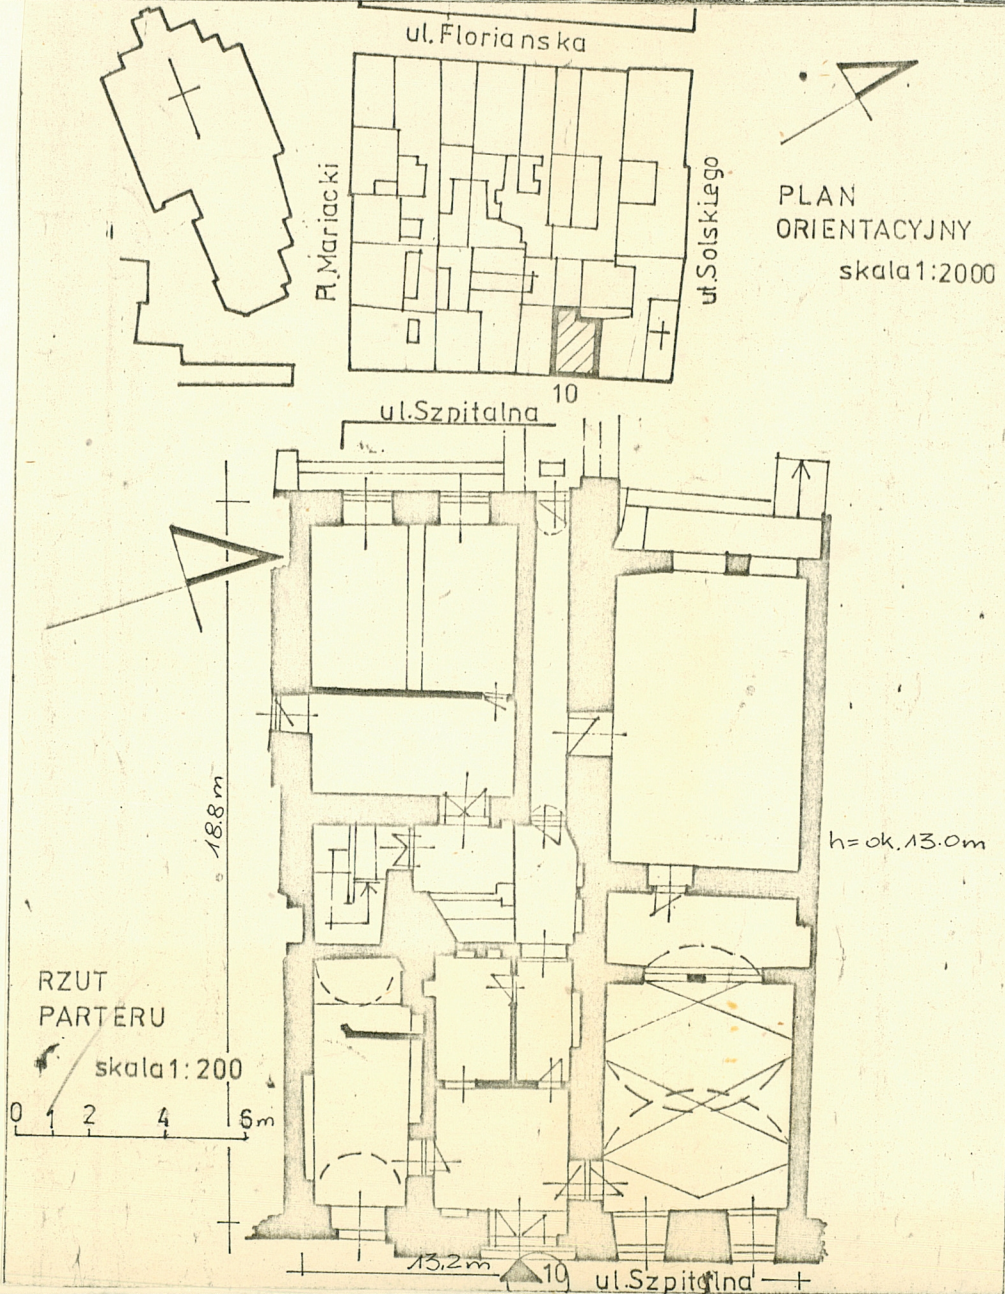 ul. Florianska
Pl. Mariacki
ul. Solskiego
PLAN
ORIENTACYJNY
skala 1:2000
10
ul. Szpitalna
18.8m
h=ok. 13.0m
RZUT
PARTERU
skala 1:200
0 1 2 4 6m
13,2m
10
ul. Szpitalna